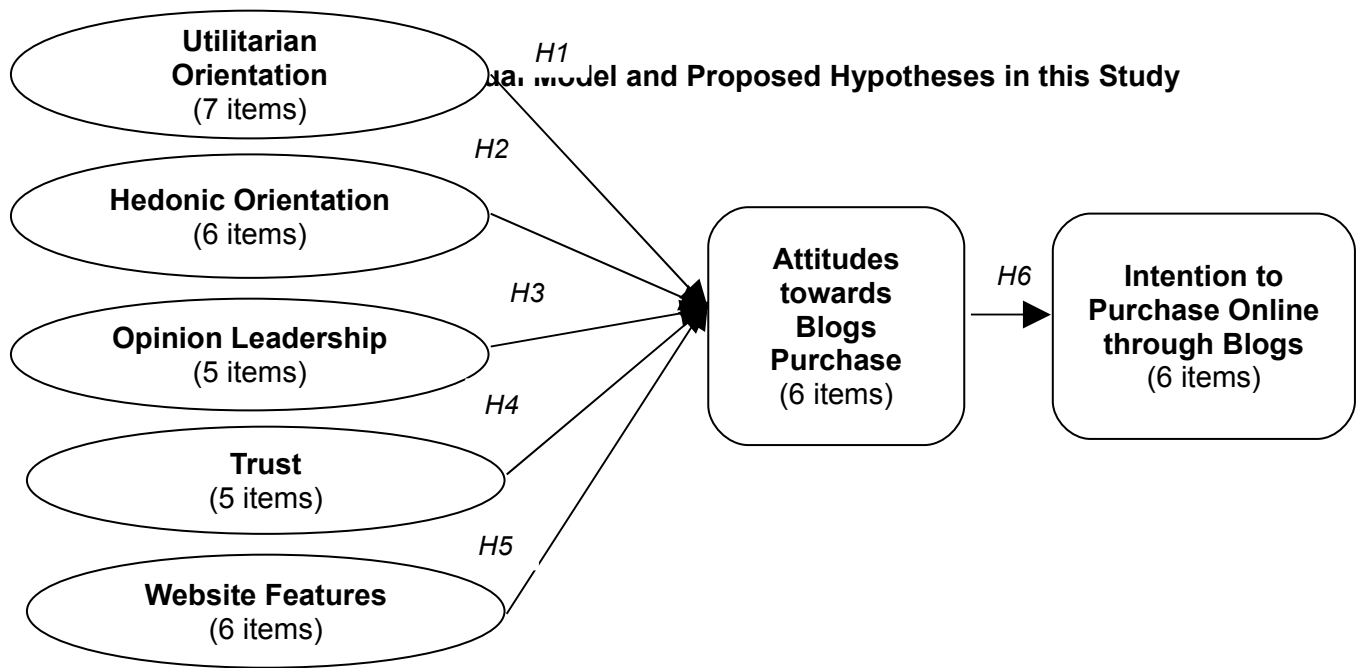 Utilitarian
Orientation
(7 items)
H1
Model and Proposed Hypotheses in this Study
H2
Hedonic Orientation
(6 items)
H3
Opinion Leadership
(5 items)
H4
Trust
(5 items)
H5
Website Features
(6 items)
Attitudes
towards
Blogs
Purchase
(6 items)
H6
Intention to
Purchase Online
through Blogs
(6 items)